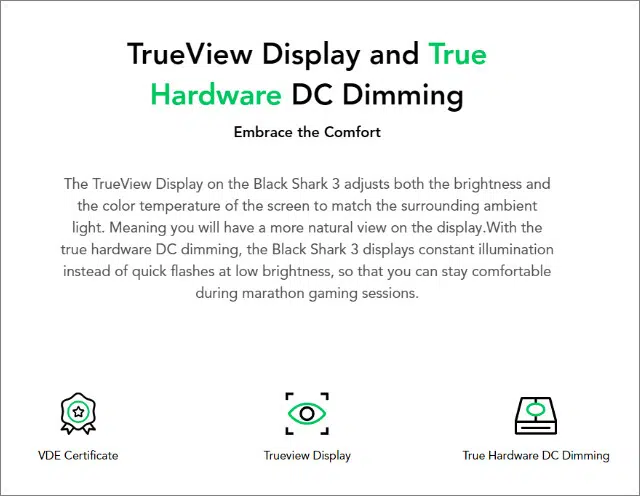 TrueView Display and True
Hardware DC Dimming
Embrace the Comfort
The TrueView Display on the Black Shark 3 adjusts both the brightness and
the color temperature of the screen to match the surrounding ambient
light. Meaning you will have a more natural view on the display.With the
true hardware DC dimming, the Black Shark 3 displays constant illumination
instead of quick flashes at low brightness, so that you can stay comfortable
during marathon gaming sessions.
VDE Certificate
Trueview Display
True Hardware DC Dimming